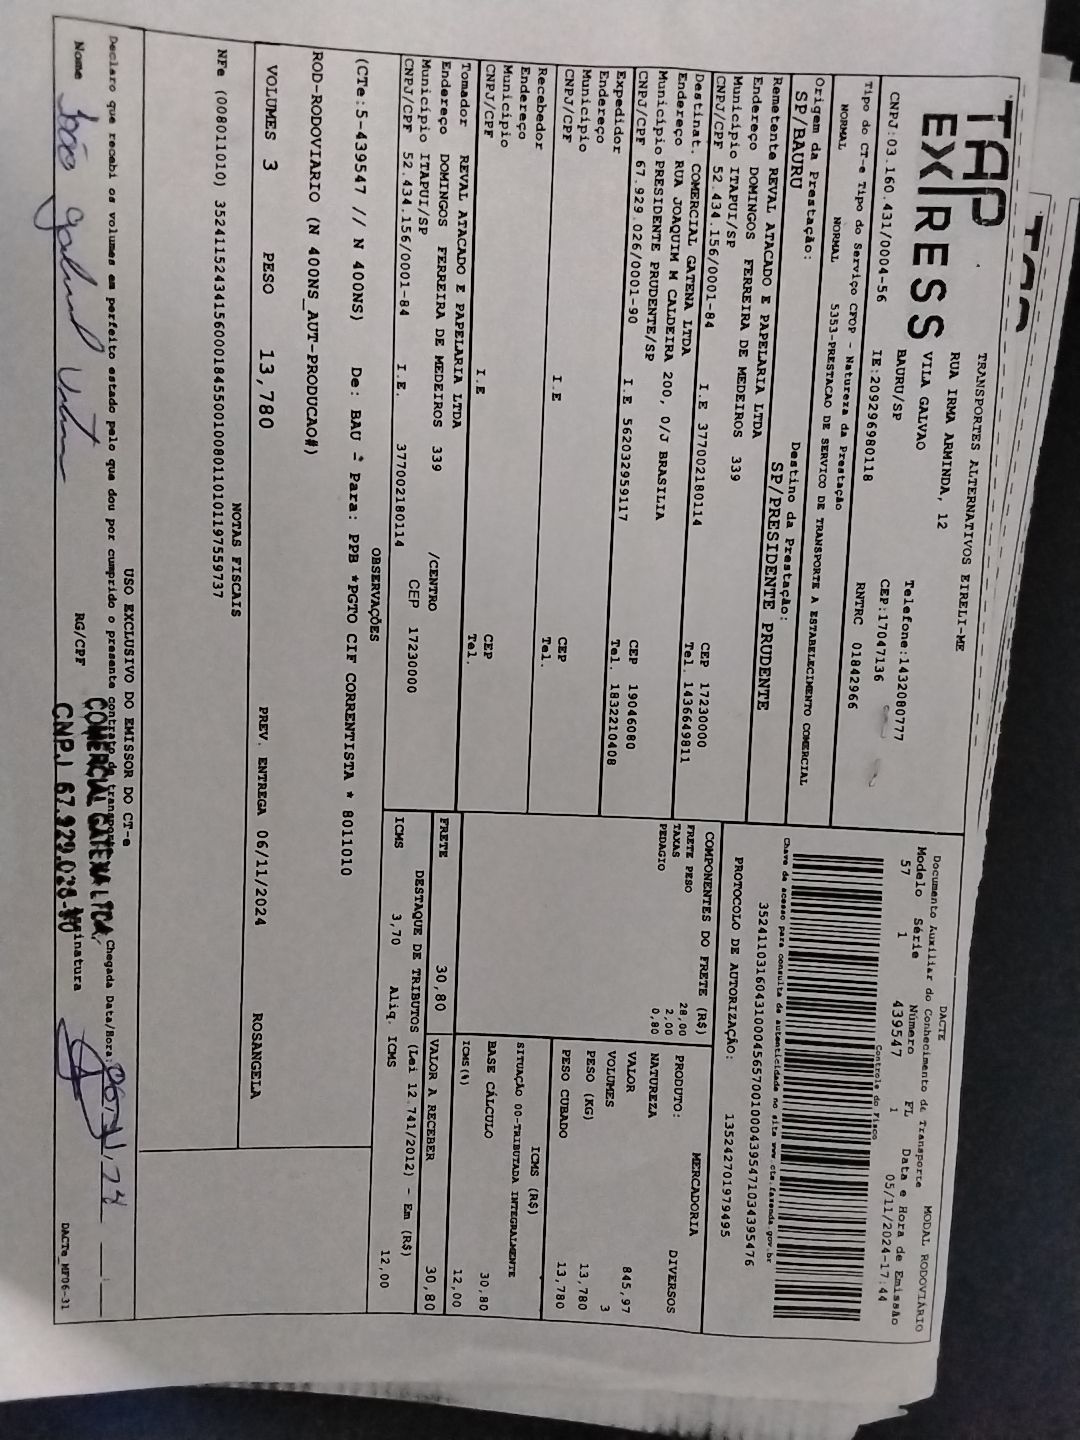 TAP
EXPRESS
TRANSPORTES ALTERNATIVOS EIRELI-ME
RUA IRMA ARMINDA, 12
VILA GALVAO
BAURU/SP
Telefone:1432080777
CEP:17047136
CNPJ:03.160.431/0004-56 IE:209296980118 RNTRC 01842966
Tipo do CT-e Tipo do Serviço CFOP - Natureza da Prestação
NORMAL NORMAL 5353-PRESTACAO DE SERVICO DE TRANSPORTE A ESTABELECIMENTO COMERCIAL
Origem da Prestação: Destino da Prestação:
SP/BAURU SP/PRESIDENTE PRUDENTE
DACTE MODAL RODOVIÁRIO
Documento Auxiliar do Conhecimento de Transporte
Modelo Série Número FL Data e Hora de Emissão
57 1 439547 1 05/11/2024-17:44
Controle do Fisco
Chave de acesso para consulta de autenticidade no site www.cte.fazenda.gov.br
35241103160431000456570010004395471034395476
PROTOCOLO DE AUTORIZAÇÃO: 135242701979495
Remetente REVAL ATACADO E PAPELARIA LTDA
Endereço DOMINGOS FERREIRA DE MEDEIROS 339
Município ITAPUI/SP CEP 17230000
CNPJ/CPF 52.434.156/0001-84 I.E 377002180114 Tel. 1436649811
Destinat. COMERCIAL GATENA LTDA
Endereço RUA JOAQUIM M CALDEIRA 200, 0/J BRASILIA
Município PRESIDENTE PRUDENTE/SP CEP 19046080
CNPJ/CPF 67.929.026/0001-90 I.E 562032959117 Tel. 1832210408
Expedidor
Endereço
Município CEP
CNPJ/CPF I.E Tel.
Recebedor
Endereço
Município CEP
CNPJ/CPF I.E Tel.
Tomador REVAL ATACADO E PAPELARIA LTDA
Endereço DOMINGOS FERREIRA DE MEDEIROS 339 /CENTRO
Município ITAPUI/SP CEP 17230000
CNPJ/CPF 52.434.156/0001-84 I.E. 377002180114
COMPONENTES DO FRETE (R$)
FRETE PESO 28,00
TAXAS 2,00
PEDAGIO 0,80
PRODUTO: MERCADORIA
NATUREZA DIVERSOS
VALOR 845,97
VOLUMES 3
PESO (KG) 13,780
PESO CUBADO 13,780
ICMS (R$)
SITUAÇÃO 00-TRIBUTADA INTEGRALMENTE
BASE CÁLCULO 30,80
ICMS(%) 12,00
FRETE 30,80 VALOR A RECEBER 30,80
DESTAQUE DE TRIBUTOS (Lei 12.741/2012) - Em (R$)
ICMS 3,70 Aliq. ICMS 12,00
OBSERVAÇÕES
(CTe:5-439547 // N 400NS) De: BAU - Para: PPB *PGTO CIF CORRENTISTA * 8011010
ROD-RODOVIARIO (N 400NS_AUT-PRODUCAO#)
VOLUMES 3 PESO 13,780 PREV. ENTREGA 06/11/2024 ROSANGELA
NOTAS FISCAIS
NFe (008011010) 35241152434156000184550010080110101197559737
USO EXCLUSIVO DO EMISSOR DO CT-e
Declaro que recebi os volumes em perfeito estado pelo que dou por cumprido o presente contrato de transporte Chegada Data/Hora: 06/11/24
Nome João RG/CPF Assinatura
COMERCIAL GATENA LTDA
CNPJ 67.929.026-90
DACTe_MF06-31